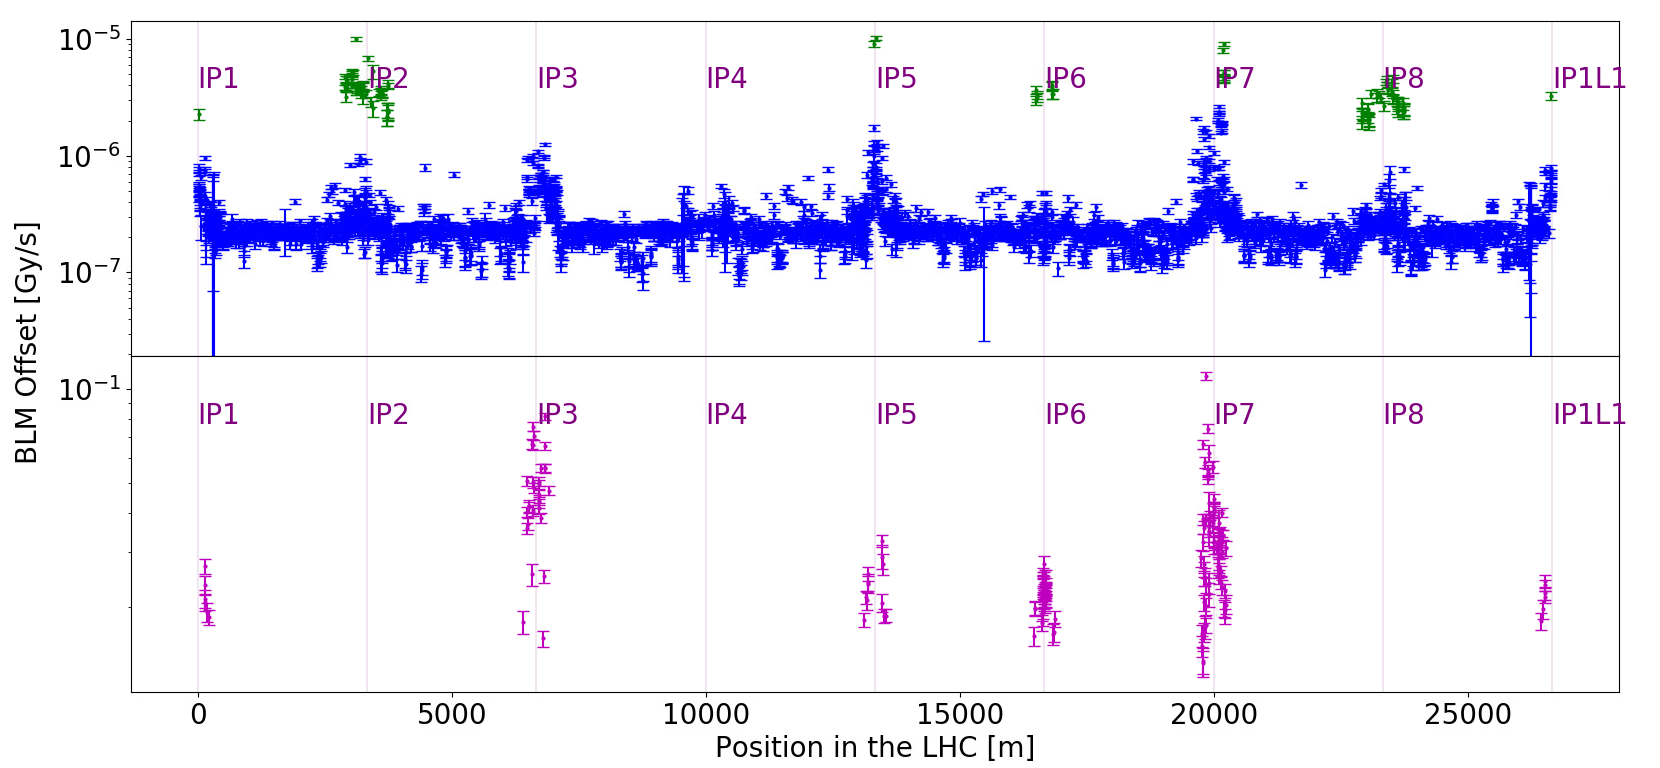 BLM Offset [Gy/s]
10⁻⁵
10⁻⁶
10⁻⁷
IP1 IP2 IP3 IP4 IP5 IP6 IP7 IP8 IP1L1
10⁻¹
IP1 IP2 IP3 IP4 IP5 IP6 IP7 IP8 IP1L1
0 5000 10000 15000 20000 25000
Position in the LHC [m]